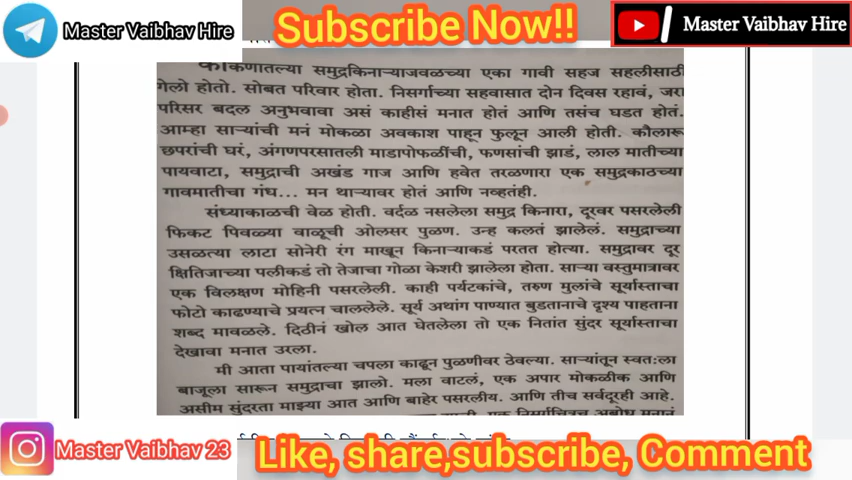 Master Vaibhav Hire
Subscribe Now!!
Master Vaibhav Hire
कोकणातल्या समुद्रकिनाऱ्याजवळच्या एका गावी सहज सहलीसाठी
गेलो होतो. सोबत परिवार होता. निसर्गाच्या सहवासात दोन दिवस रहावं, जरा
परिसर बदल अनुभवावा असं काहीसं मनात होतं आणि तसंच घडत होतं.
आम्हा साऱ्यांची मनं मोकळा अवकाश पाहून फुलून आली होती. कौलारू
छपरांची घरं, अंगणपरसातली माडापोफळींची, फणसांची झाडं, लाल मातीच्या
पायवाटा, समुद्राची अखंड गाज आणि हवेत तरळणारा एक समुद्रकाठच्या
गावमातीचा गंध... मन थाऱ्यावर होतं आणि नव्हतंही.
संध्याकाळची वेळ होती. वर्दळ नसलेला समुद्र किनारा, दूरवर पसरलेली
फिकट पिवळ्या वाळूची ओलसर पुळण. उन्ह कलतं झालेलं. समुद्राच्या
उसळत्या लाटा सोनेरी रंग माखून किनाऱ्याकडं परतत होत्या. समुद्रावर दूर
क्षितिजाच्या पलीकडं तो तेजाचा गोळा केशरी झालेला होता. साऱ्या वस्तुमात्रावर
एक विलक्षण मोहिनी पसरलेली. काही पर्यटकांचे, तरुण मुलांचे सूर्यास्ताचा
फोटो काढण्याचे प्रयत्न चाललेले. सूर्य अथांग पाण्यात बुडतानाचे दृश्य पाहताना
शब्द मावळले. दिठीनं खोल आत घेतलेला तो एक नितांत सुंदर सूर्यास्ताचा
देखावा मनात उरला.
मी आता पायांतल्या चपला काढून पुळणीवर ठेवल्या. साऱ्यांतून स्वत:ला
बाजूला सारून समुद्राचा झालो. मला वाटलं, एक अपार मोकळीक आणि
असीम सुंदरता माझ्या आत आणि बाहेर पसरलीय. आणि तीच सर्वदूरही आहे.
एक निसर्गचित्रच अबोध मनानं
Master Vaibhav 23
Like, share,subscribe, Comment